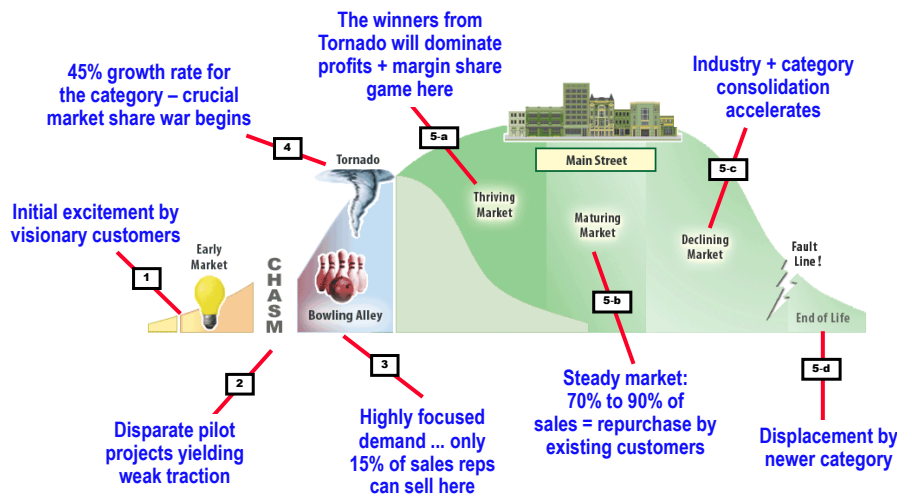 The winners from
Tornado will dominate
profits + margin share
game here
45% growth rate for
the category – crucial
market share war begins
Industry + category
consolidation
accelerates
5-a
4
Tornado
Main Street
5-c
Thriving
Market
Maturing
Market
Declining Market
Initial excitement by
visionary customers
Early
Market
1
CHASM
Bowling Alley
Fault
Line !
5-b
End of Life
2
3
5-d
Disparate pilot
projects yielding
weak traction
Highly focused
demand ... only
15% of sales reps
can sell here
Steady market:
70% to 90% of
sales = repurchase by
existing customers
Displacement by
newer category